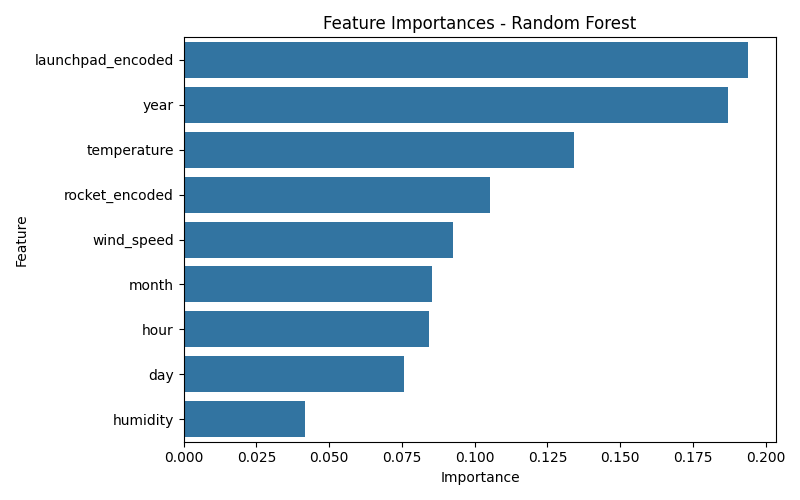 Feature Importances - Random Forest
launchpad_encoded
year
temperature
rocket_encoded
wind_speed
month
hour
day
humidity
Feature
0.000 0.025 0.050 0.075 0.100 0.125 0.150 0.175 0.200
Importance